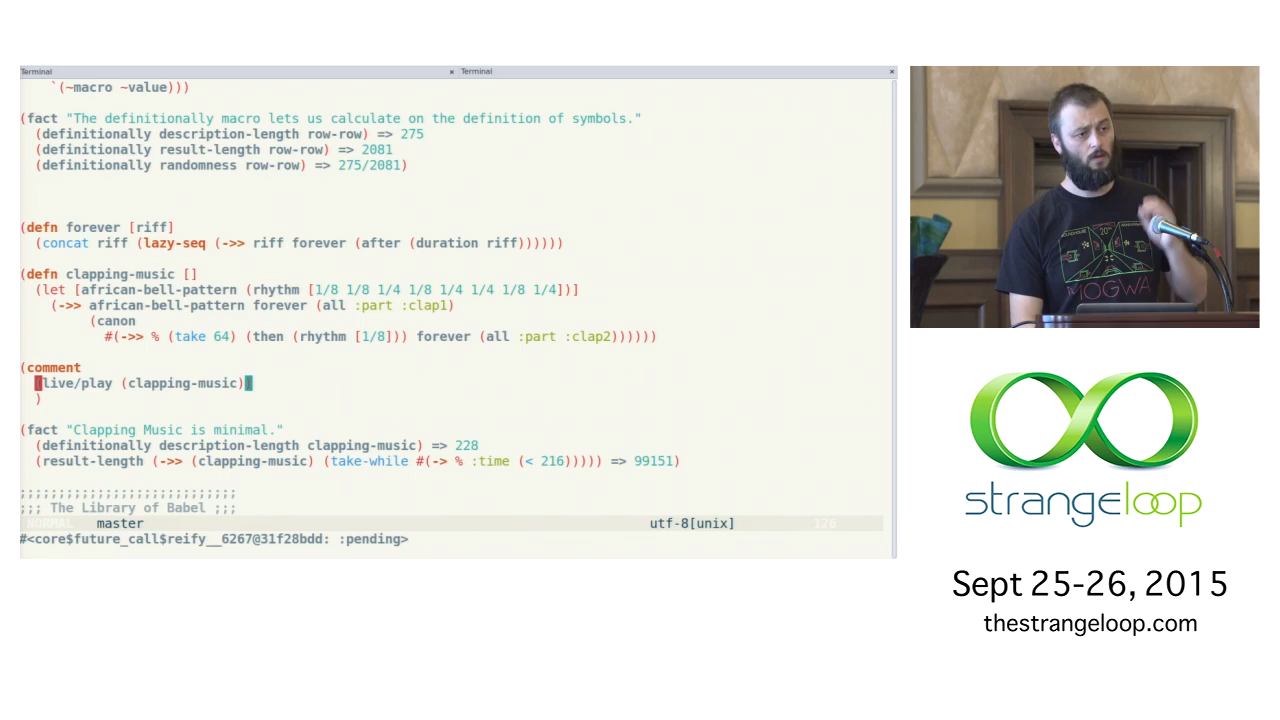 Terminal × Terminal ×
`(~macro ~value)))
(fact "The definitionally macro lets us calculate on the definition of symbols."
(definitionally description-length row-row) => 275
(definitionally result-length row-row) => 2081
(definitionally randomness row-row) => 275/2081)
(defn forever [riff]
(concat riff (lazy-seq (->> riff forever (after (duration riff))))))
(defn clapping-music []
(let [african-bell-pattern (rhythm [1/8 1/8 1/4 1/8 1/4 1/4 1/8 1/4])]
(->> african-bell-pattern forever (all :part :clap1)
(canon
#(->> % (take 64) (then (rhythm [1/8])) forever (all :part :clap2))))))
(comment
(live/play (clapping-music))
)
(fact "Clapping Music is minimal."
(definitionally description-length clapping-music) => 228
(result-length (->> (clapping-music) (take-while #(-> % :time (< 216))))) => 99151)
;;;;;;;;;;;;;;;;;;;;;;;;;;;;
;;; The Library of Babel ;;;
NORMAL master utf-8[unix] 126
#<core$future_call$reify__6267@31f28bdd: :pending>
20
MOGWA
strangeloop
Sept 25-26, 2015
thestrangeloop.com